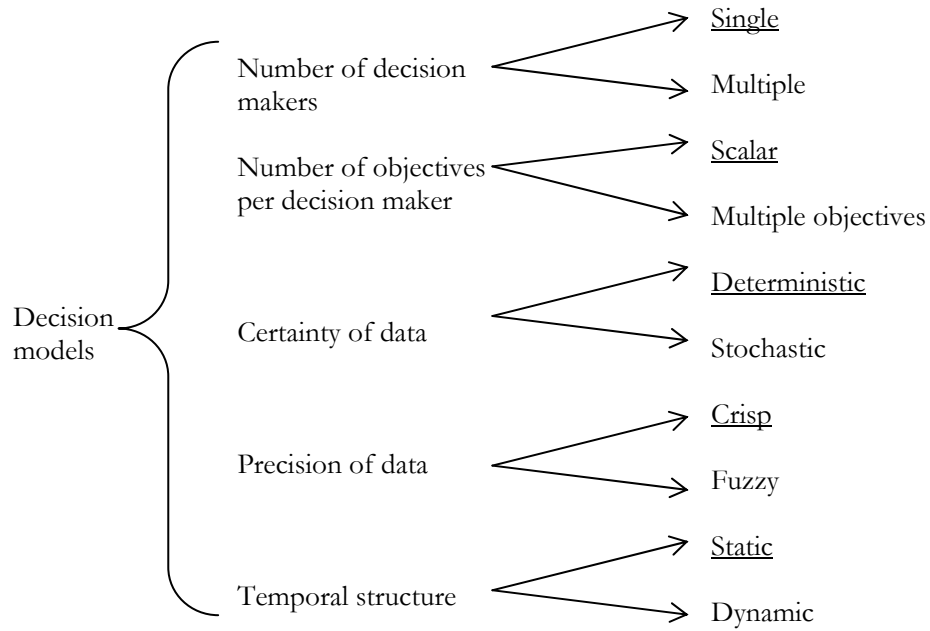 Single
Number of decision
makers
Multiple
Scalar
Number of objectives
per decision maker
Multiple objectives
Deterministic
Decision
models
Certainty of data
Stochastic
Crisp
Precision of data
Fuzzy
Static
Temporal structure
Dynamic